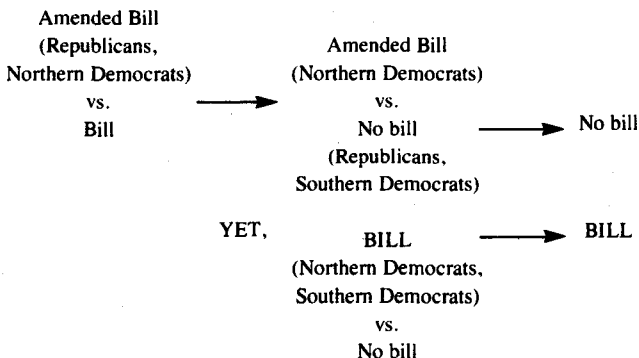 Amended Bill
(Republicans,
Northern Democrats)
vs.
Bill
Amended Bill
(Northern Democrats)
vs.
No bill
(Republicans,
Southern Democrats)
No bill
YET,
BILL
(Northern Democrats,
Southern Democrats)
vs.
No bill
BILL